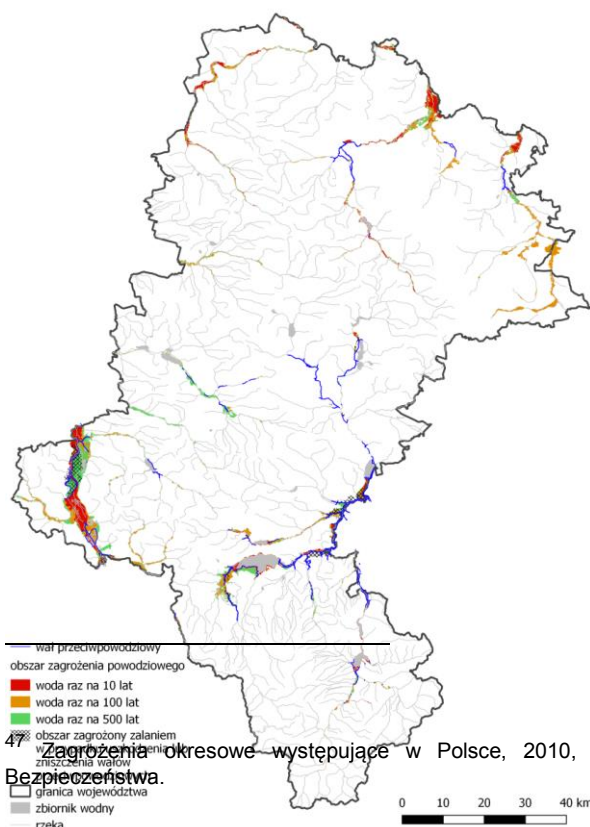 wał przeciwpowodziowy
obszar zagrożenia powodziowego
woda raz na 10 lat
woda raz na 100 lat
woda raz na 500 lat
obszar zagrożony zalaniem
47 Zagrożenia okresowe występujące w Polsce, 2010,
zniszczenia wałów
Bezpieczeństwa.
granica województwa
zbiornik wodny
rzeka
0 10 20 30 40 km